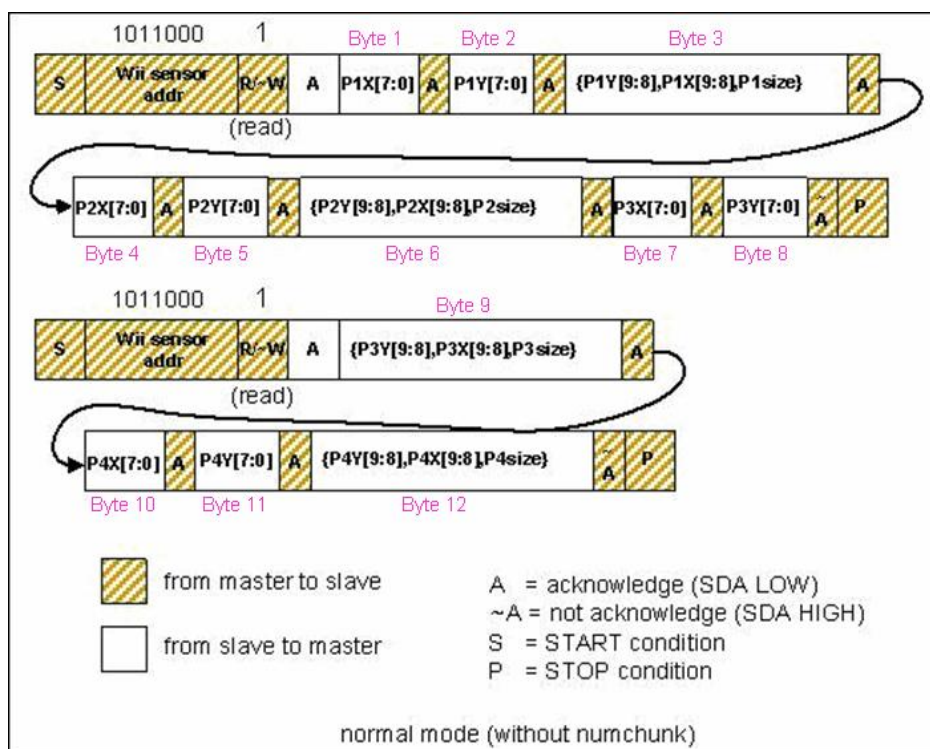 1011000 1 Byte 1 Byte 2 Byte 3
S Wii sensor addr R/~W A P1X[7:0] A P1Y[7:0] A {P1Y[9:8],P1X[9:8],P1size} A
(read)
P2X[7:0] A P2Y[7:0] A {P2Y[9:8],P2X[9:8],P2size} A P3X[7:0] A P3Y[7:0] ~A P
Byte 4 Byte 5 Byte 6 Byte 7 Byte 8
1011000 1 Byte 9
S Wii sensor addr R/~W A {P3Y[9:8],P3X[9:8],P3size} A
(read)
P4X[7:0] A P4Y[7:0] A {P4Y[9:8],P4X[9:8],P4size} ~A P
Byte 10 Byte 11 Byte 12
from master to slave
from slave to master
A = acknowledge (SDA LOW)
~A = not acknowledge (SDA HIGH)
S = START condition
P = STOP condition
normal mode (without numchunk)